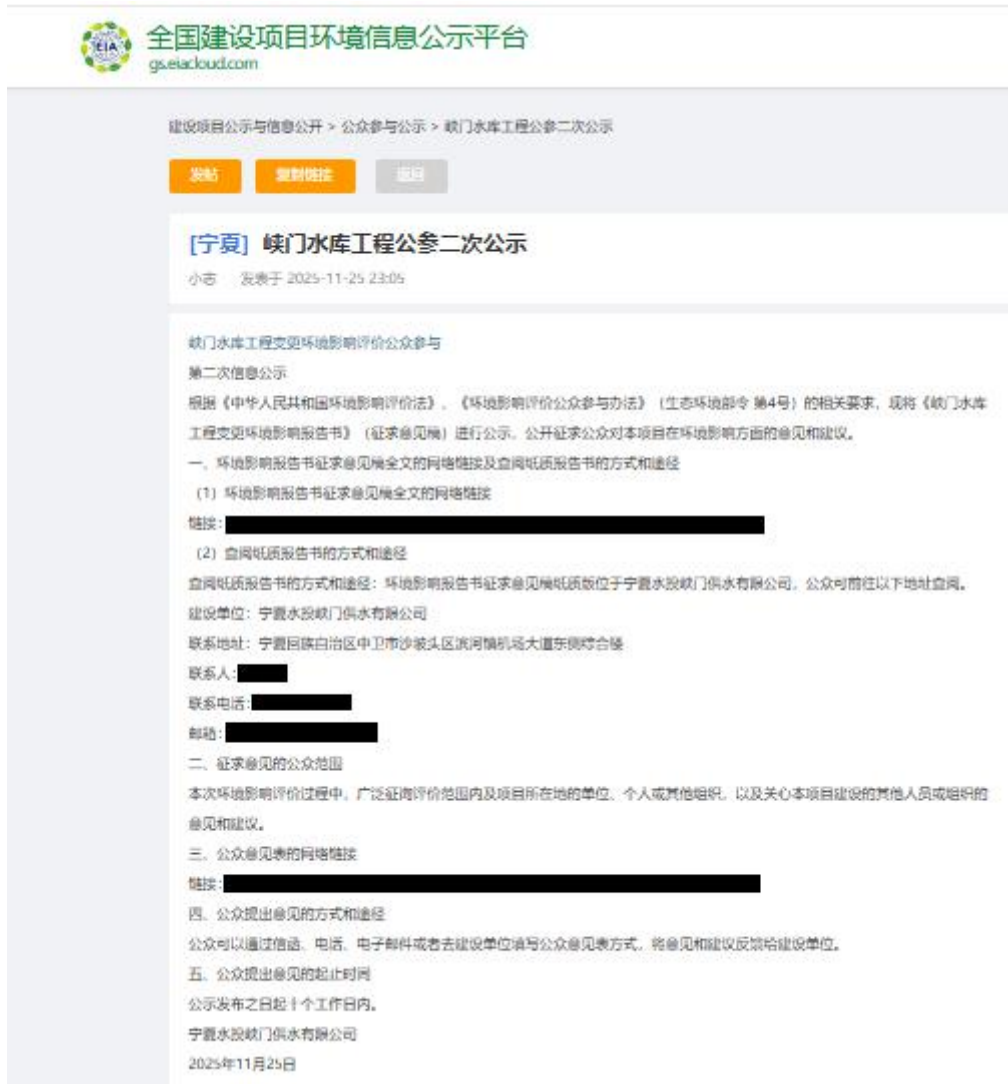 EIA
全国建设项目环境信息公示平台
gs.eiacloud.com
建设项目公示与信息公开 > 公众参与公示 > 峡门水库工程公参二次公示
发帖 复制链接 返回
[宁夏] 峡门水库工程公参二次公示
小志 发表于 2025-11-25 23:05
峡门水库工程变更环境影响评价公众参与
第二次信息公示
根据《中华人民共和国环境影响评价法》、《环境影响评价公众参与办法》（生态环境部令 第4号）的相关要求，现将《峡门水库
工程变更环境影响报告书》（征求意见稿）进行公示，公开征求公众对本项目在环境影响方面的意见和建议。
一、环境影响报告书征求意见稿全文的网络链接及查阅纸质报告书的方式和途径
（1）环境影响报告书征求意见稿全文的网络链接
链接：
（2）查阅纸质报告书的方式和途径
查阅纸质报告书的方式和途径：环境影响报告书征求意见稿纸质版位于宁夏水投峡门供水有限公司，公众可前往以下地址查阅。
建设单位：宁夏水投峡门供水有限公司
联系地址：宁夏回族自治区中卫市沙坡头区滨河镇机场大道东侧综合楼
联系人：
联系电话：
邮箱：
二、征求意见的公众范围
本次环境影响评价过程中，广泛征询评价范围内及项目所在地的单位、个人或其他组织，以及关心本项目建设的其他人员或组织的
意见和建议。
三、公众意见表的网络链接
链接：
四、公众提出意见的方式和途径
公众可以通过信函、电话、电子邮件或者去建设单位填写公众意见表方式，将意见和建议反馈给建设单位。
五、公众提出意见的起止时间
公示发布之日起十个工作日内。
宁夏水投峡门供水有限公司
2025年11月25日